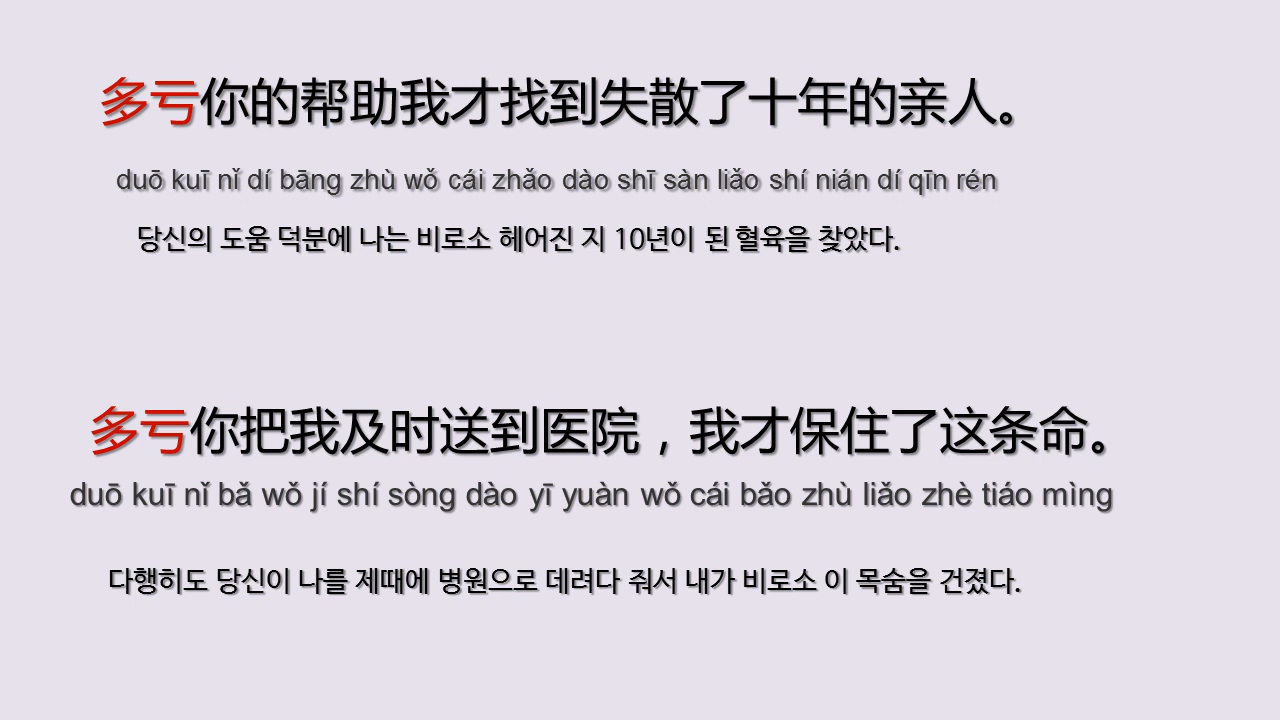 多亏你的帮助我才找到失散了十年的亲人。
duō kuī nǐ dí bāng zhù wǒ cái zhǎo dào shī sàn liǎo shí nián dí qīn rén
당신의 도움 덕분에 나는 비로소 헤어진 지 10년이 된 혈육을 찾았다.
多亏你把我及时送到医院，我才保住了这条命。
duō kuī nǐ bǎ wǒ jí shí sòng dào yī yuàn wǒ cái bǎo zhù liǎo zhè tiáo mìng
다행히도 당신이 나를 제때에 병원으로 데려다 줘서 내가 비로소 이 목숨을 건졌다.